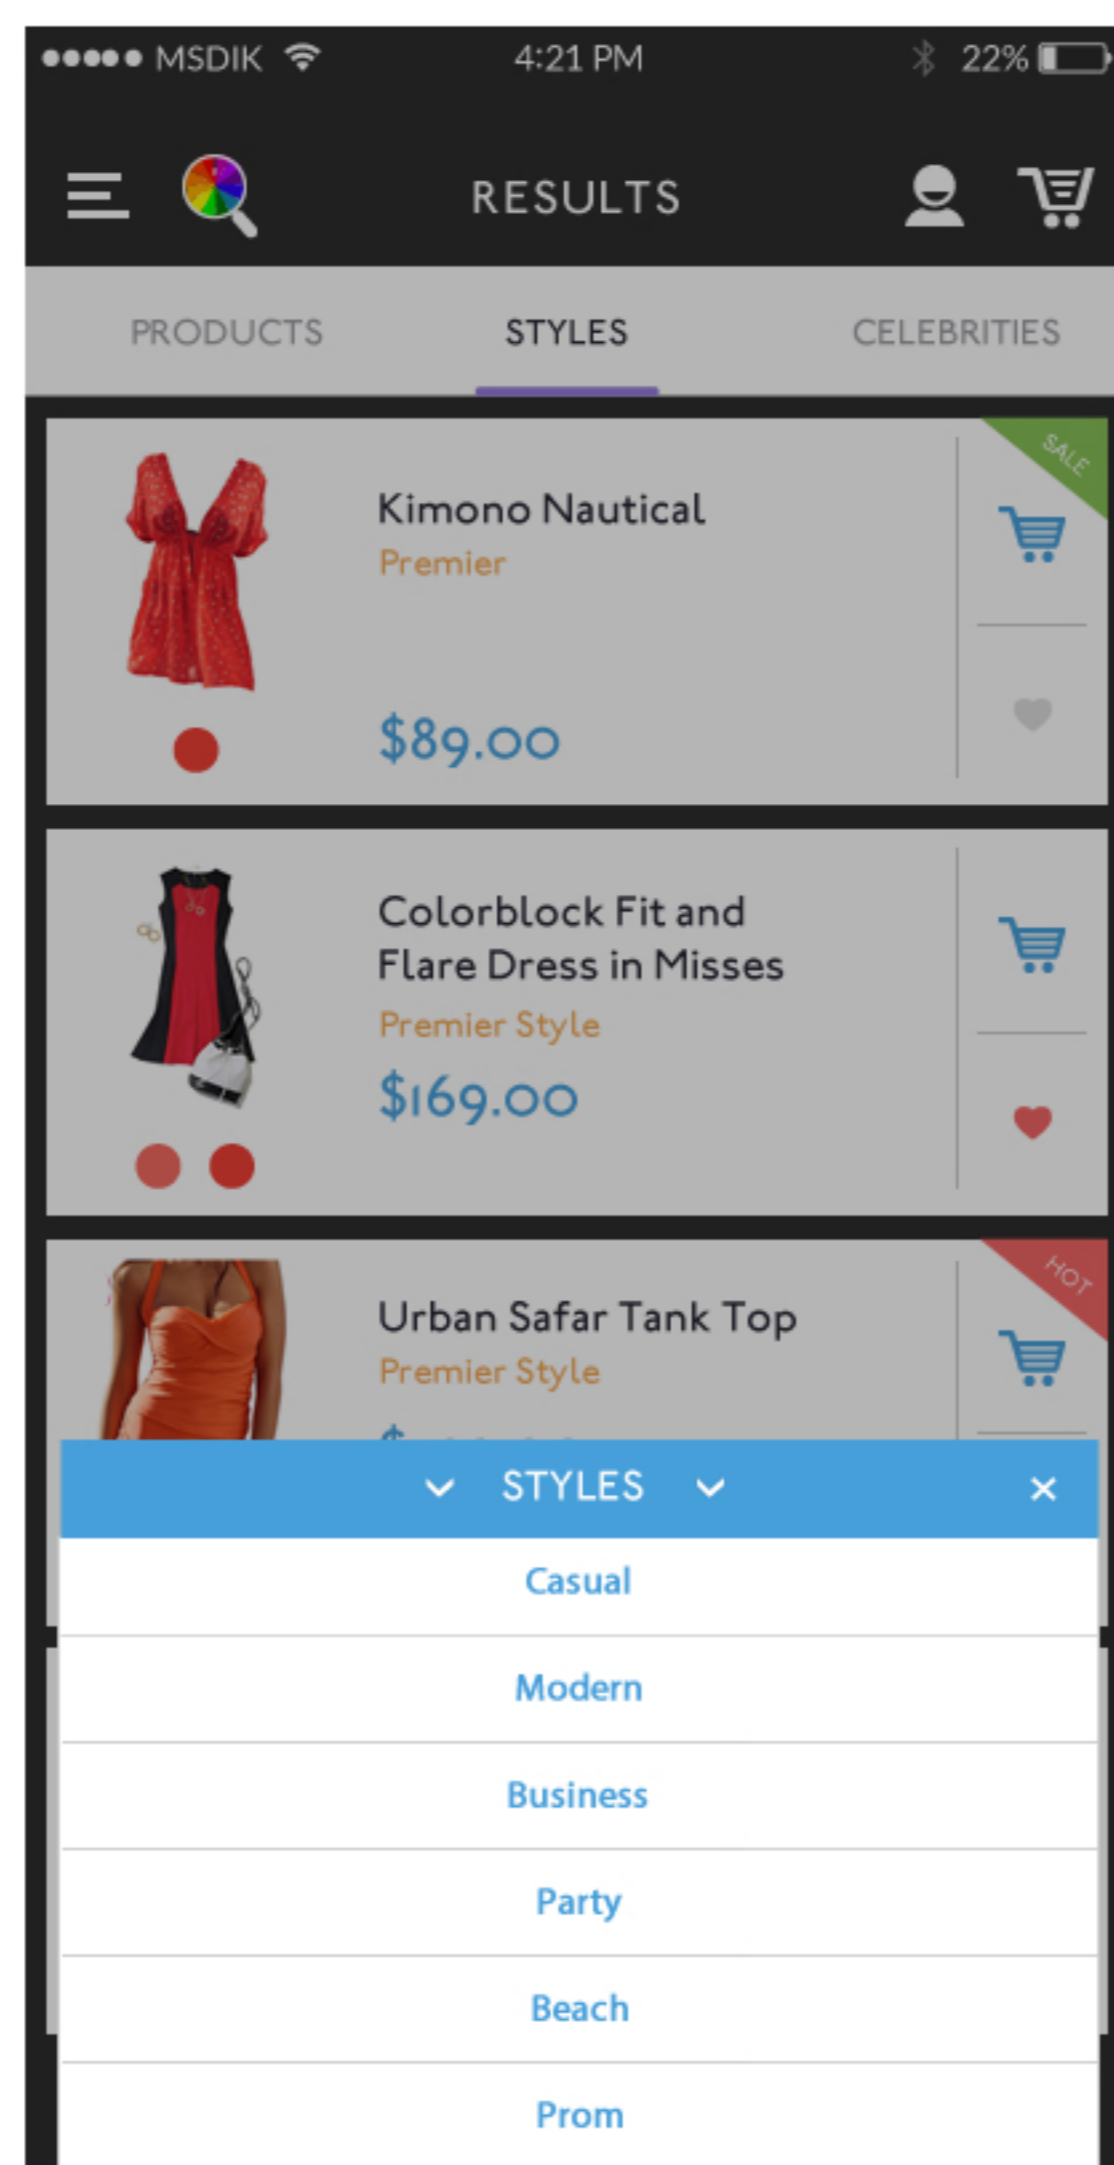 MSDIK 4:21 PM 22%
RESULTS
PRODUCTS STYLES CELEBRITIES
SALE
Kimono Nautical
Premier
$89.00
Colorblock Fit and
Flare Dress in Misses
Premier Style
$169.00
HOT
Urban Safar Tank Top
Premier Style
STYLES
Casual
Modern
Business
Party
Beach
Prom